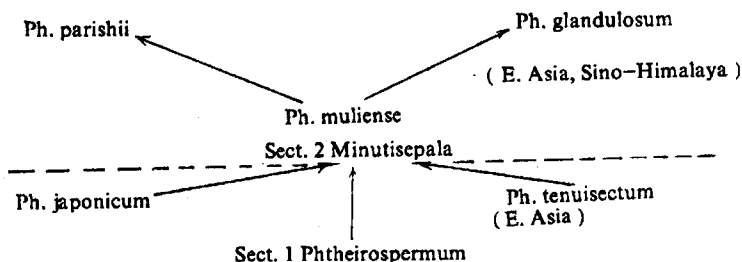 Ph. parishii
Ph. glandulosum
( E. Asia, Sino-Himalaya )
Ph. muliense
Sect. 2 Minutisepala
Ph. japonicum
Ph. tenuisectum
( E. Asia )
Sect. 1 Phtheirospermum